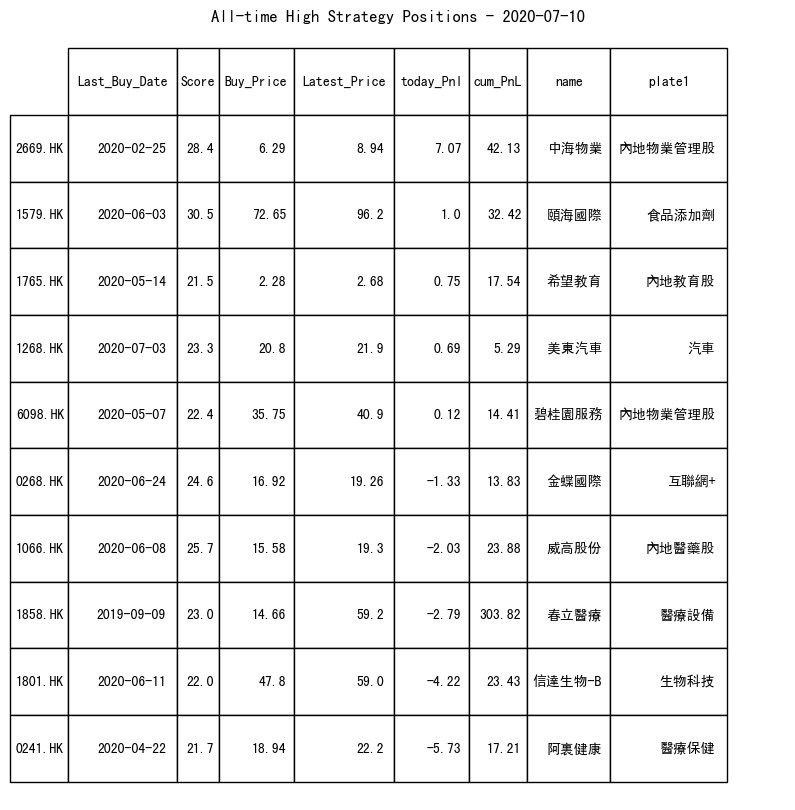 All-time High Strategy Positions - 2020-07-10
Last_Buy_Date Score Buy_Price Latest_Price today_Pnl cum_PnL name plate1
2669.HK 2020-02-25 28.4 6.29 8.94 7.07 42.13 中海物業 內地物業管理股
1579.HK 2020-06-03 30.5 72.65 96.2 1.0 32.42 頤海國際 食品添加劑
1765.HK 2020-05-14 21.5 2.28 2.68 0.75 17.54 希望教育 內地教育股
1268.HK 2020-07-03 23.3 20.8 21.9 0.69 5.29 美東汽車 汽車
6098.HK 2020-05-07 22.4 35.75 40.9 0.12 14.41 碧桂園服務 內地物業管理股
0268.HK 2020-06-24 24.6 16.92 19.26 -1.33 13.83 金蝶國際 互聯網+
1066.HK 2020-06-08 25.7 15.58 19.3 -2.03 23.88 威高股份 內地醫藥股
1858.HK 2019-09-09 23.0 14.66 59.2 -2.79 303.82 春立醫療 醫療設備
1801.HK 2020-06-11 22.0 47.8 59.0 -4.22 23.43 信達生物-B 生物科技
0241.HK 2020-04-22 21.7 18.94 22.2 -5.73 17.21 阿裏健康 醫療保健